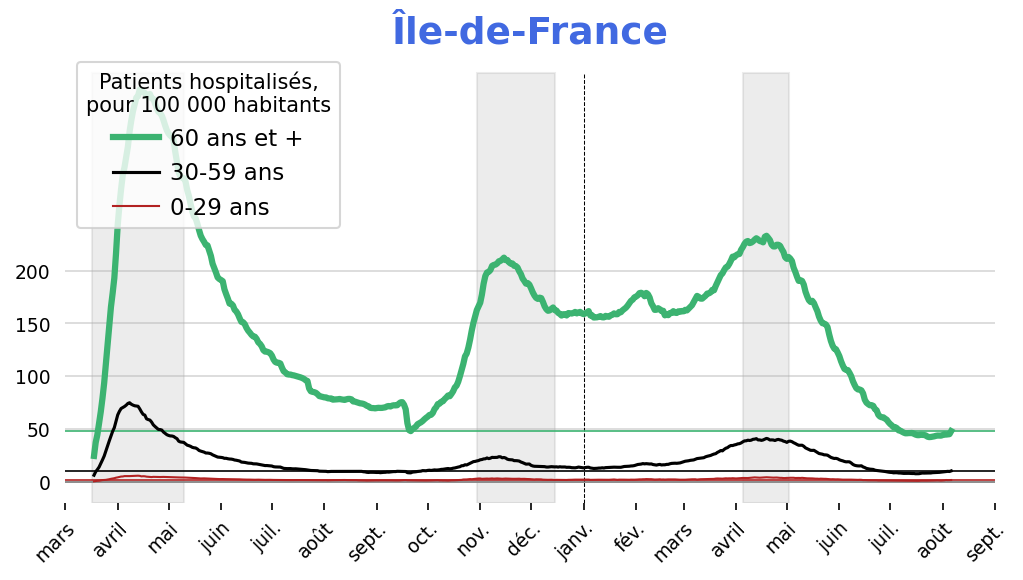 Île-de-France
Patients hospitalisés,
pour 100 000 habitants
60 ans et +
30-59 ans
0-29 ans
200
150
100
50
0
mars
avril
mai
juin
juil.
août
sept.
oct.
nov.
déc.
janv.
fév.
mars
avril
mai
juin
juil.
août
sept.